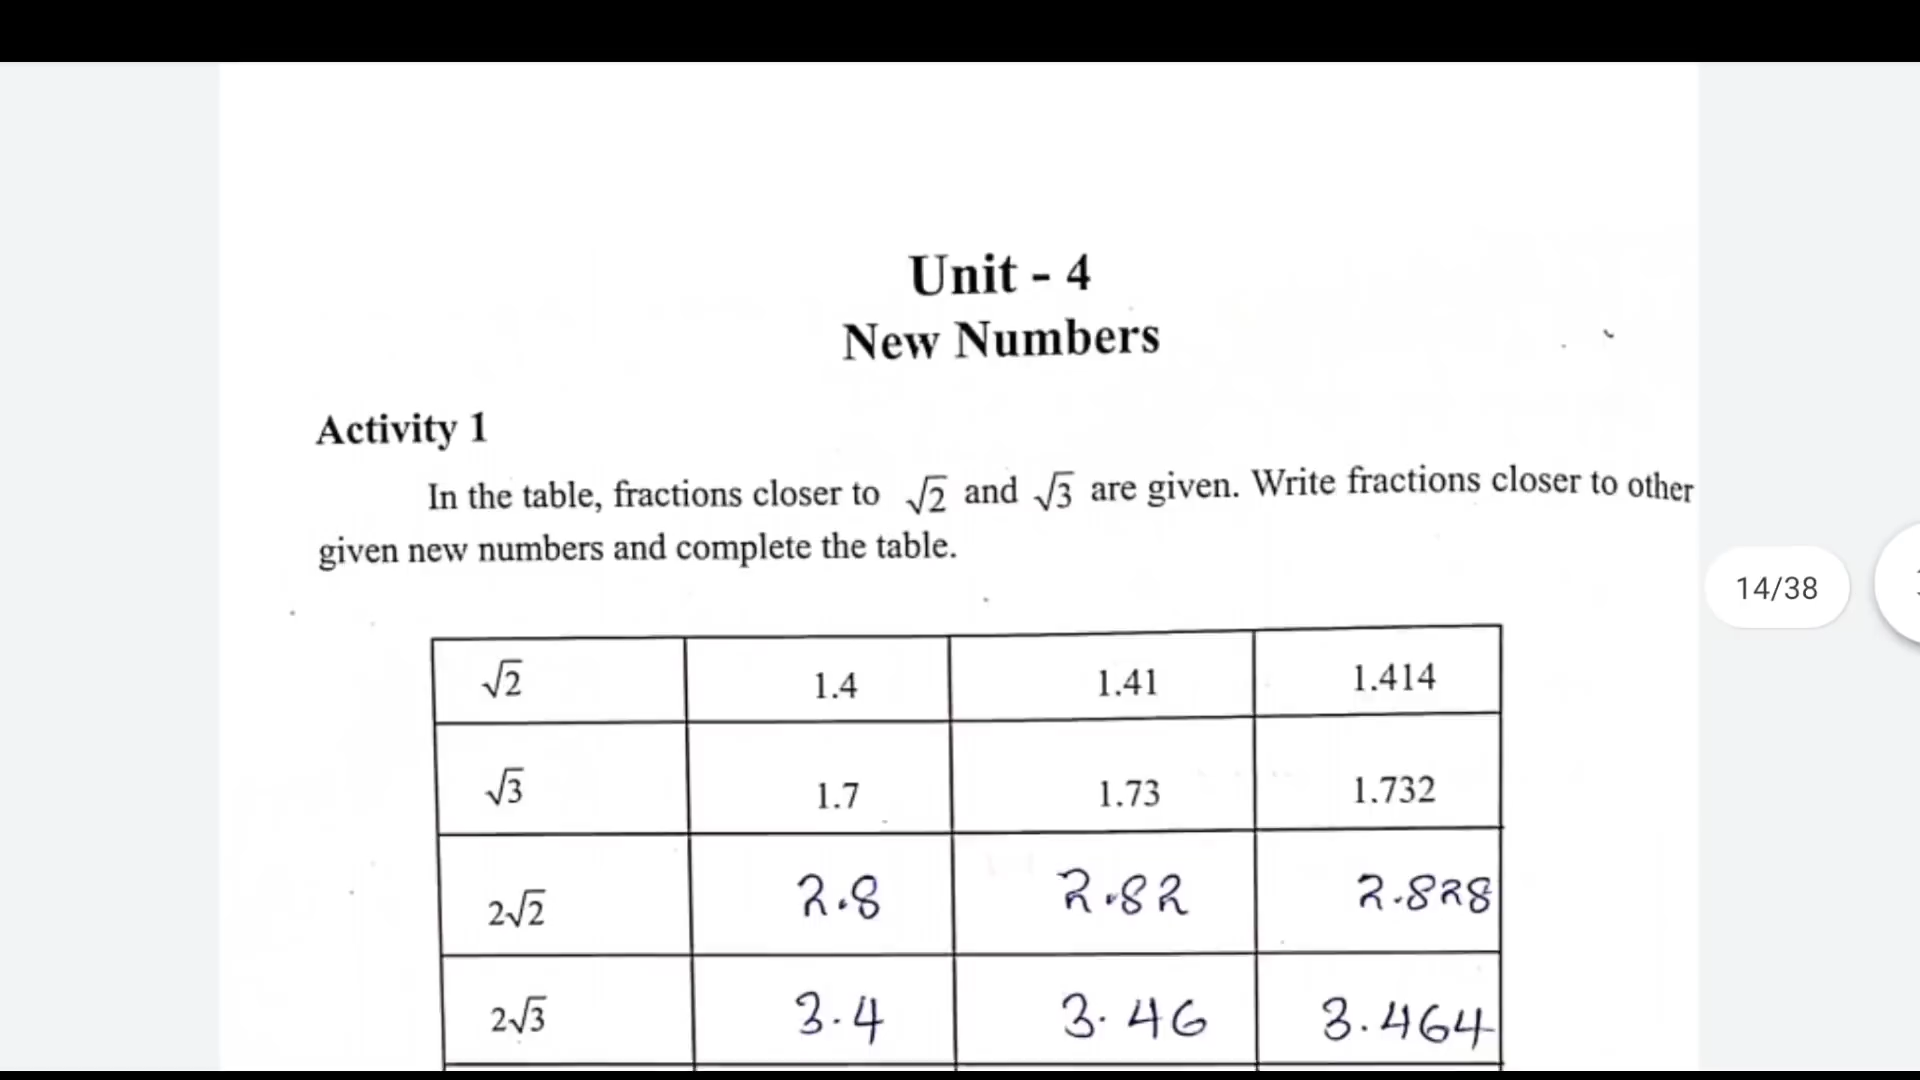 Unit - 4
New Numbers
Activity 1
In the table, fractions closer to √2 and √3 are given. Write fractions closer to other
given new numbers and complete the table.
14/38
√2 1.4 1.41 1.414
√3 1.7 1.73 1.732
2√2 2.8 2.82 2.828
2√3 3.4 3.46 3.464